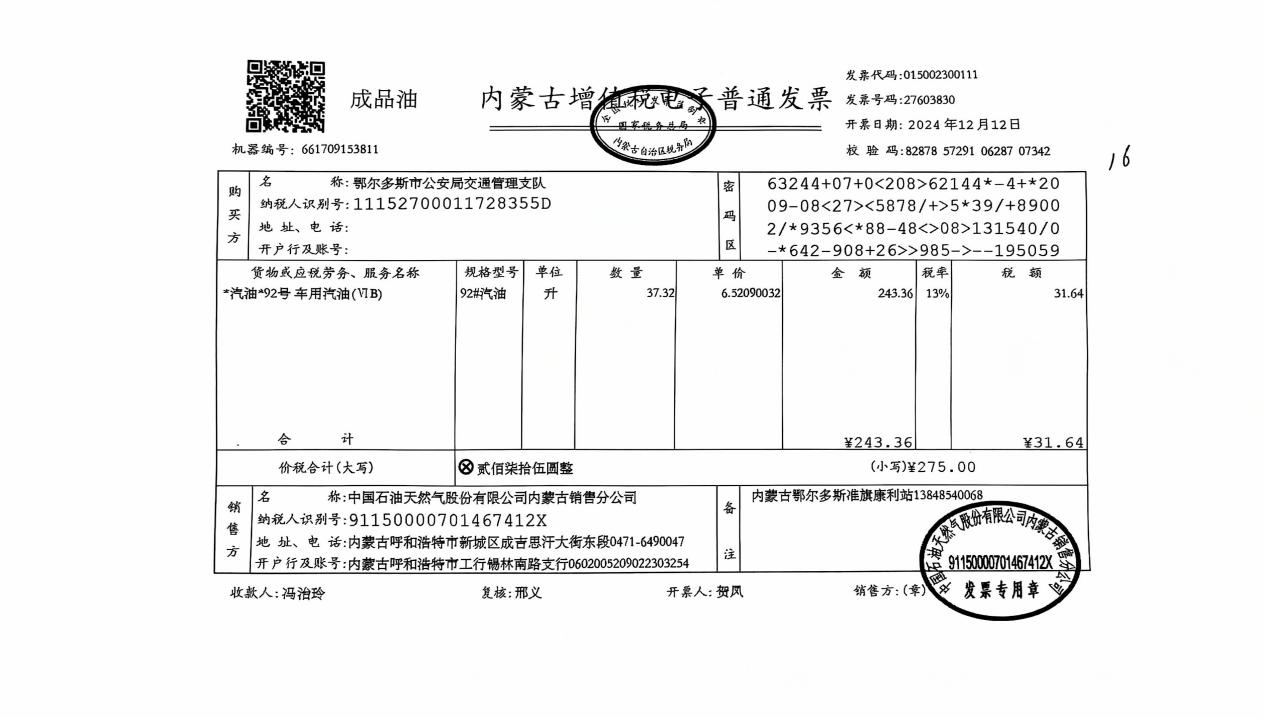 成品油
内蒙古增值税电子普通发票
全国统一发票监制章
国家税务总局
内蒙古自治区税务局
发票代码:015002300111
发票号码:27603830
开票日期: 2024 年12月12日
校 验 码:82878 57291 06287 07342
机器编号: 661709153811
16
购买方
名 称: 鄂尔多斯市公安局交通管理支队
纳税人识别号: 11152700011728355D
地 址、电 话:
开户行及账号:
密码区
63244+07+0<208>62144*-4+*20
09-08<27><5878/+>5*39/+8900
2/*9356<*88-48<>08>131540/0
-*642-908+26>>985->--195059
货物或应税劳务、服务名称 规格型号 单位 数 量 单 价 金 额 税率 税 额
*汽油*92号 车用汽油(ⅥB) 92#汽油 升 37.32 6.52090032 243.36 13% 31.64
合 计 ¥243.36 ¥31.64
价税合计(大写) ⊗贰佰柒拾伍圆整 (小写)¥275.00
销售方
名 称: 中国石油天然气股份有限公司内蒙古销售分公司
纳税人识别号: 91150000701467412X
地 址、电 话: 内蒙古呼和浩特市新城区成吉思汗大街东段0471-6490047
开户行及账号: 内蒙古呼和浩特市工行锡林南路支行0602005209022303254
备注
内蒙古鄂尔多斯准旗康利站13848540068
中国石油天然气股份有限公司内蒙古销售分公司
91150000701467412X
发票专用章
收款人: 冯治玲 复核: 邢义 开票人: 贺凤 销售方: (章)